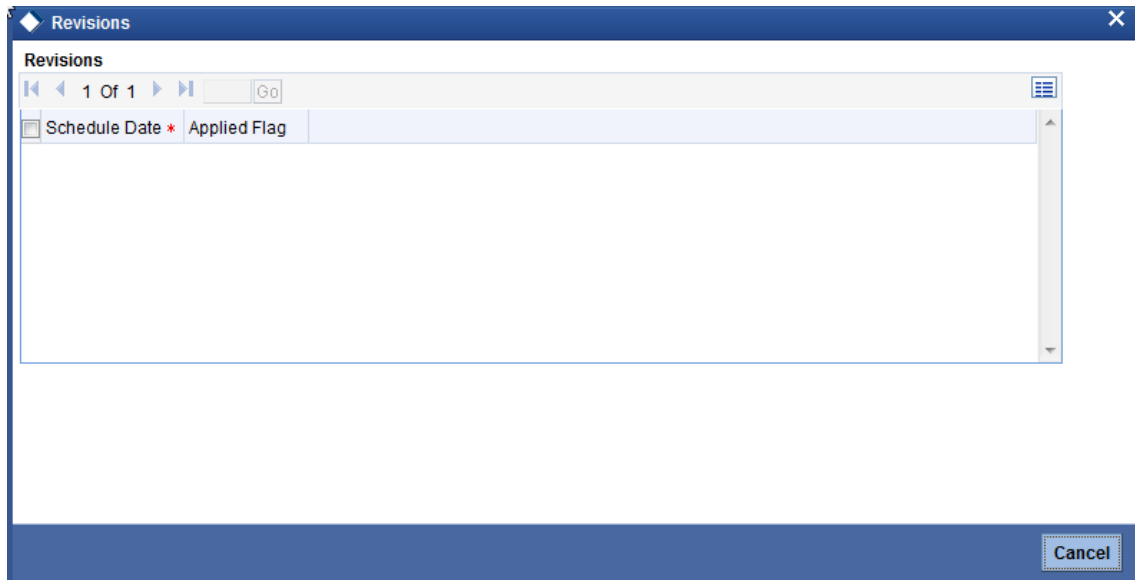 Revisions
Revisions
1 Of 1 Go
Schedule Date * Applied Flag
Cancel